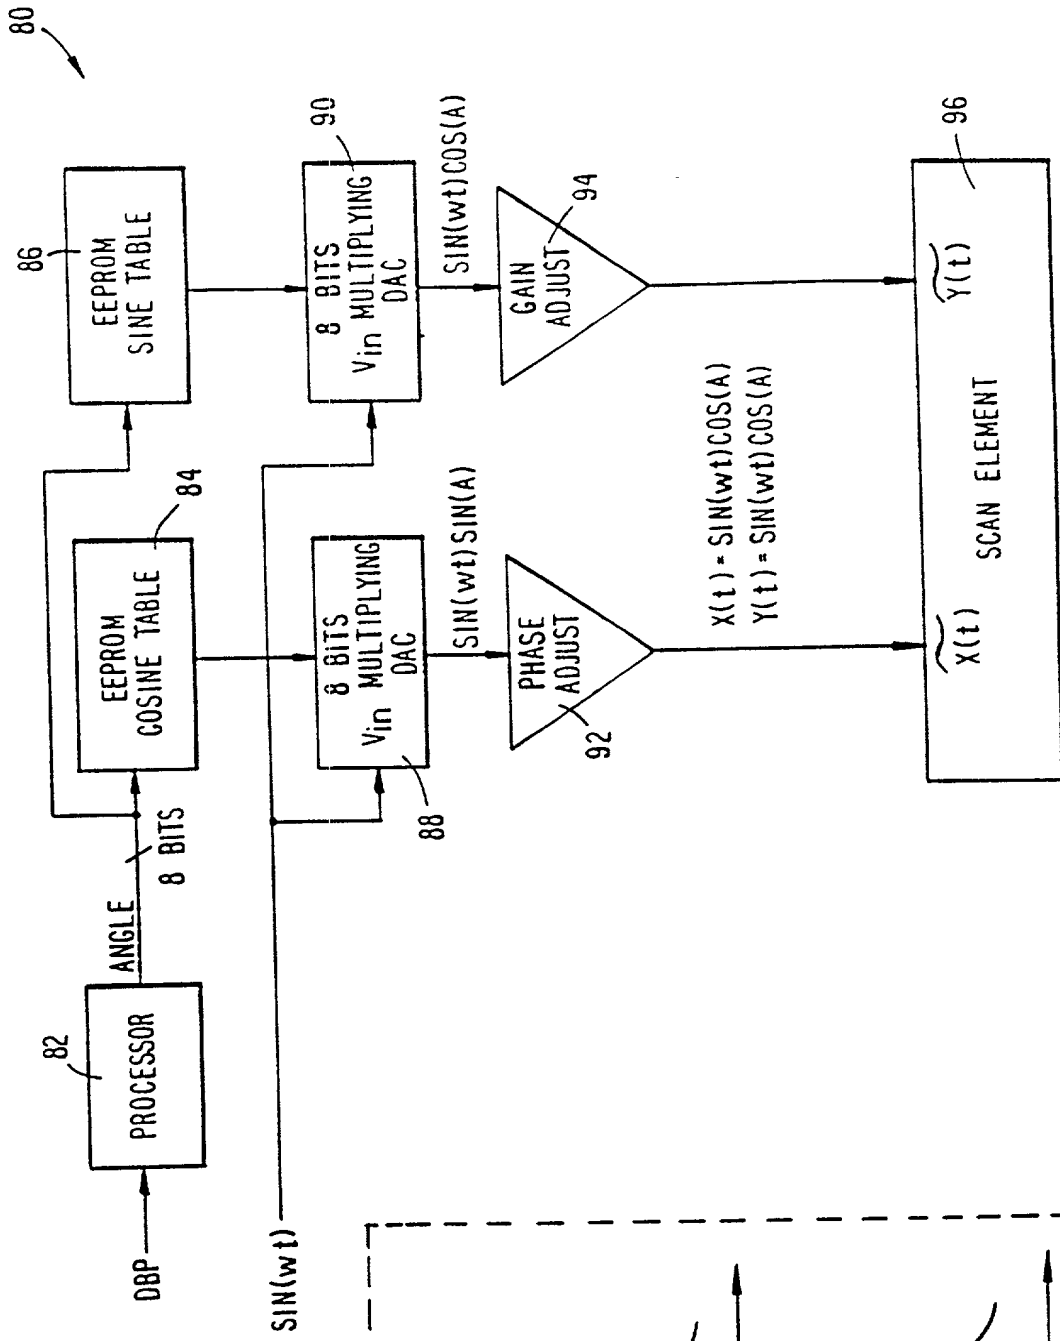 80
86
EEPROM
SINE TABLE
84
EEPROM
COSINE TABLE
82
PROCESSOR
DBP
ANGLE
8 BITS
SIN(wt)
90
8 BITS
Vin MULTIPLYING
DAC
88
8 BITS
Vin MULTIPLYING
DAC
SIN(wt)COS(A)
SIN(wt)SIN(A)
GAIN
ADJUST
94
PHASE
ADJUST
92
X(t) = SIN(wt)COS(A)
Y(t) = SIN(wt)COS(A)
96
X(t)
Y(t)
SCAN ELEMENT